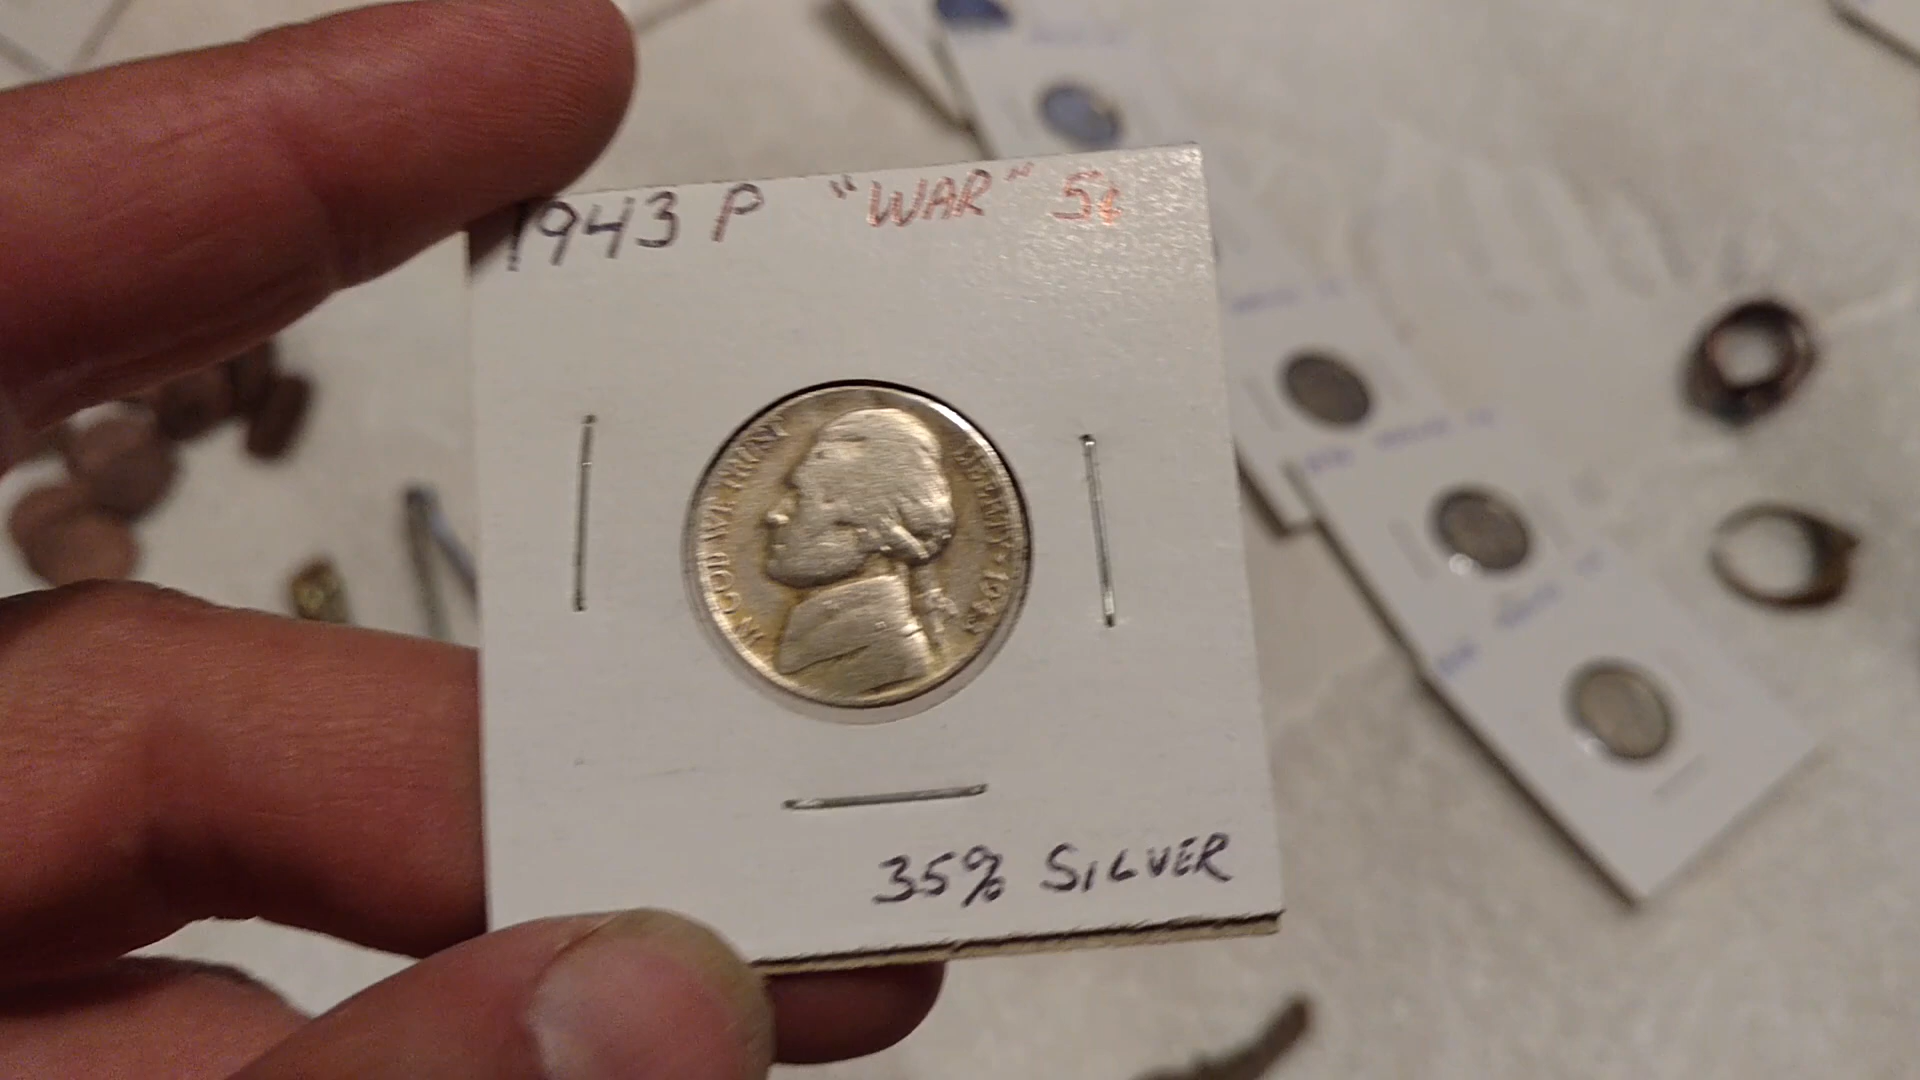 1943 P "WAR" 5¢
IN GOD WE TRUST
LIBERTY 1943
35% SILVER